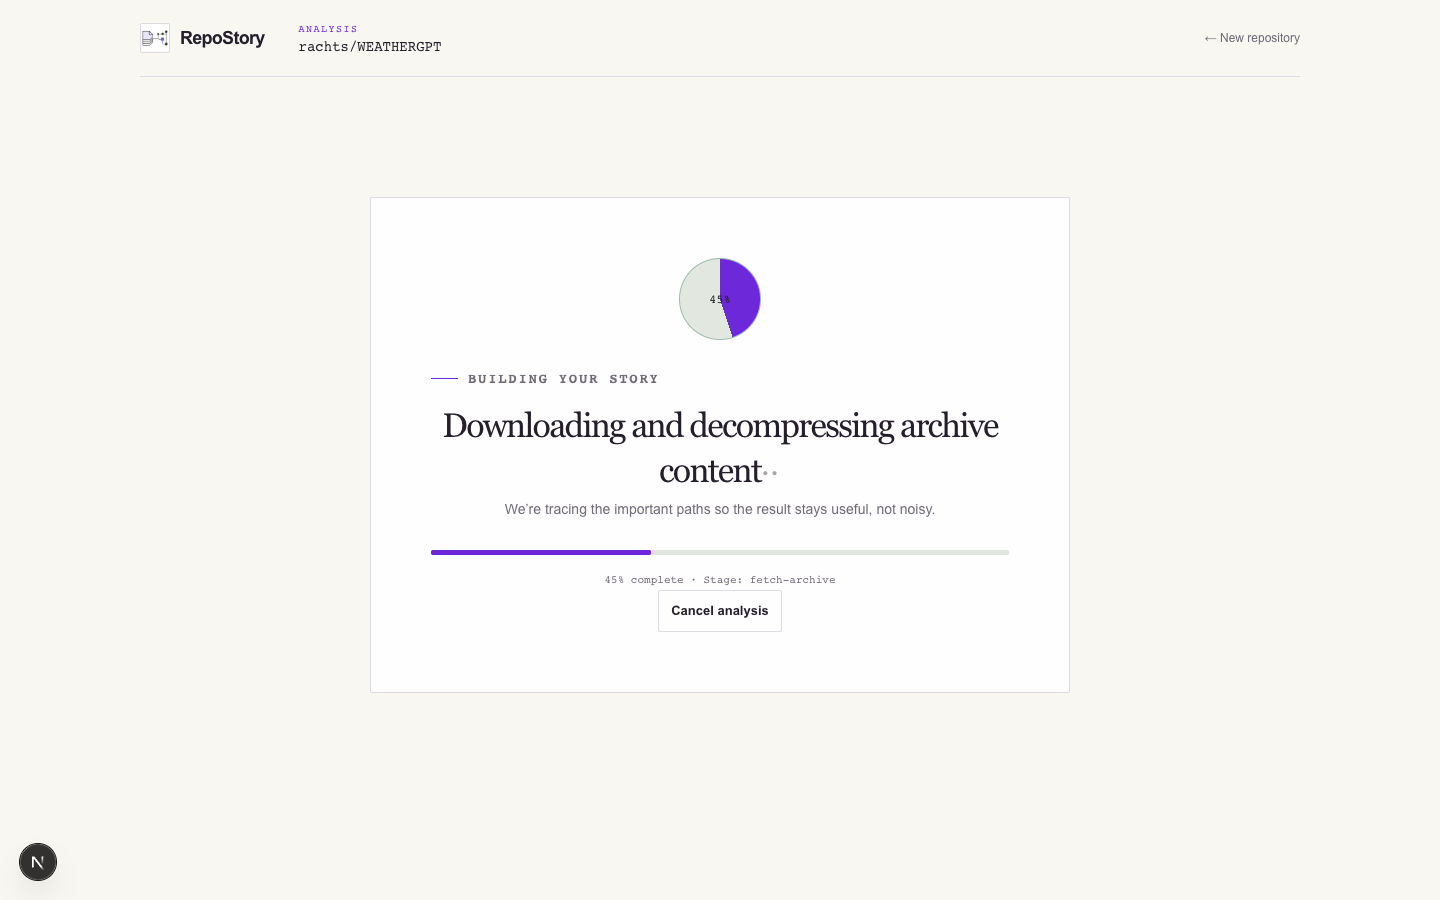 RepoStory
ANALYSIS
rachts/WEATHERGPT
← New repository
45%
BUILDING YOUR STORY
Downloading and decompressing archive
content··
We’re tracing the important paths so the result stays useful, not noisy.
45% complete · Stage: fetch-archive
Cancel analysis
N